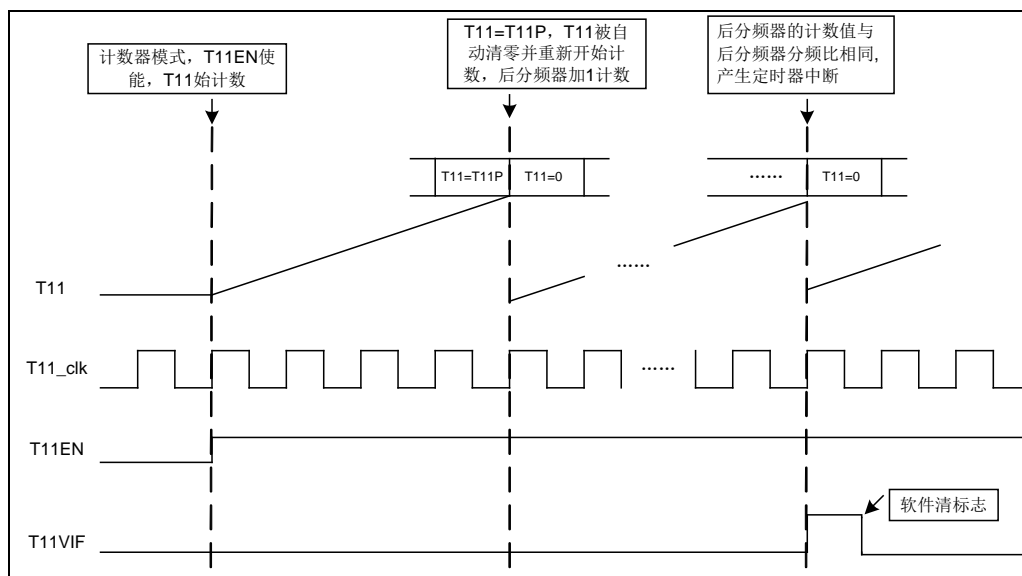 计数器模式，T11EN使
能，T11始计数
T11=T11P，T11被自
动清零并重新开始计
数，后分频器加1计数
后分频器的计数值与
后分频器分频比相同,
产生定时器中断
T11=T11P
T11=0
……
T11=0
……
T11
T11_clk
……
T11EN
软件清标志
T11VIF